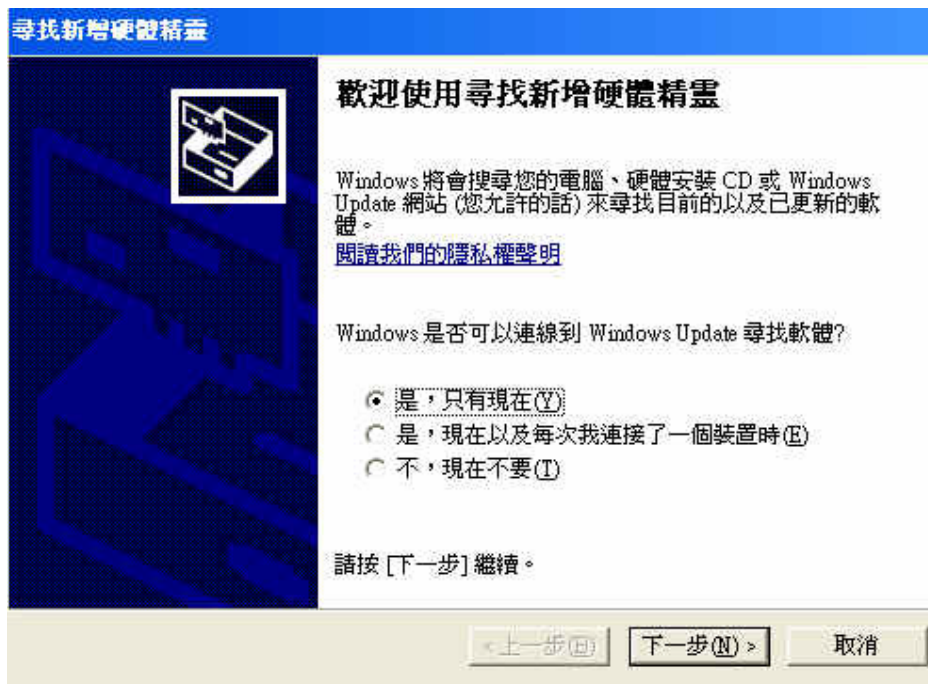 尋找新增硬體精靈
歡迎使用尋找新增硬體精靈
Windows 將會搜尋您的電腦、硬體安裝 CD 或 Windows
Update 網站 (您允許的話) 來尋找目前的以及已更新的軟
體。
閱讀我們的隱私權聲明
Windows 是否可以連線到 Windows Update 尋找軟體?
是，只有現在(Y)
是，現在以及每次我連接了一個裝置時(E)
不，現在不要(T)
請按 [下一步] 繼續。
<上一步(B) 下一步(N) > 取消